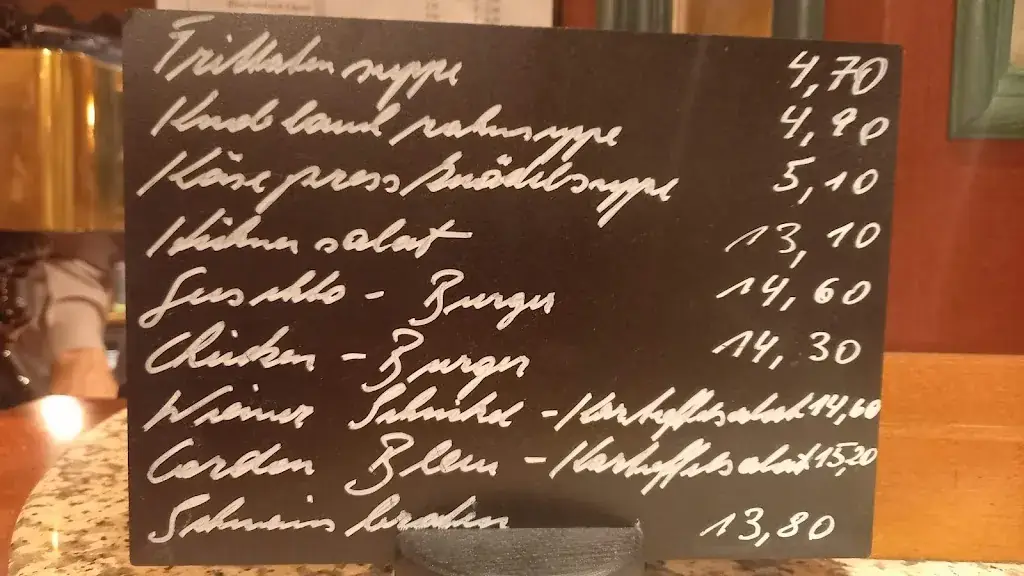 Frittatensuppe 4,70
Knoblauchrahmsuppe 4,90
Käsepressknödelsuppe 5,10
Hühnersalat 13,10
- Burger 14,60
Chicken - Burger 14,30
Wiener Schnitzel - Kartoffelsalat 14,60
Cordon Bleu - Kartoffelsalat 15,20
Schweinsbraten 13,80